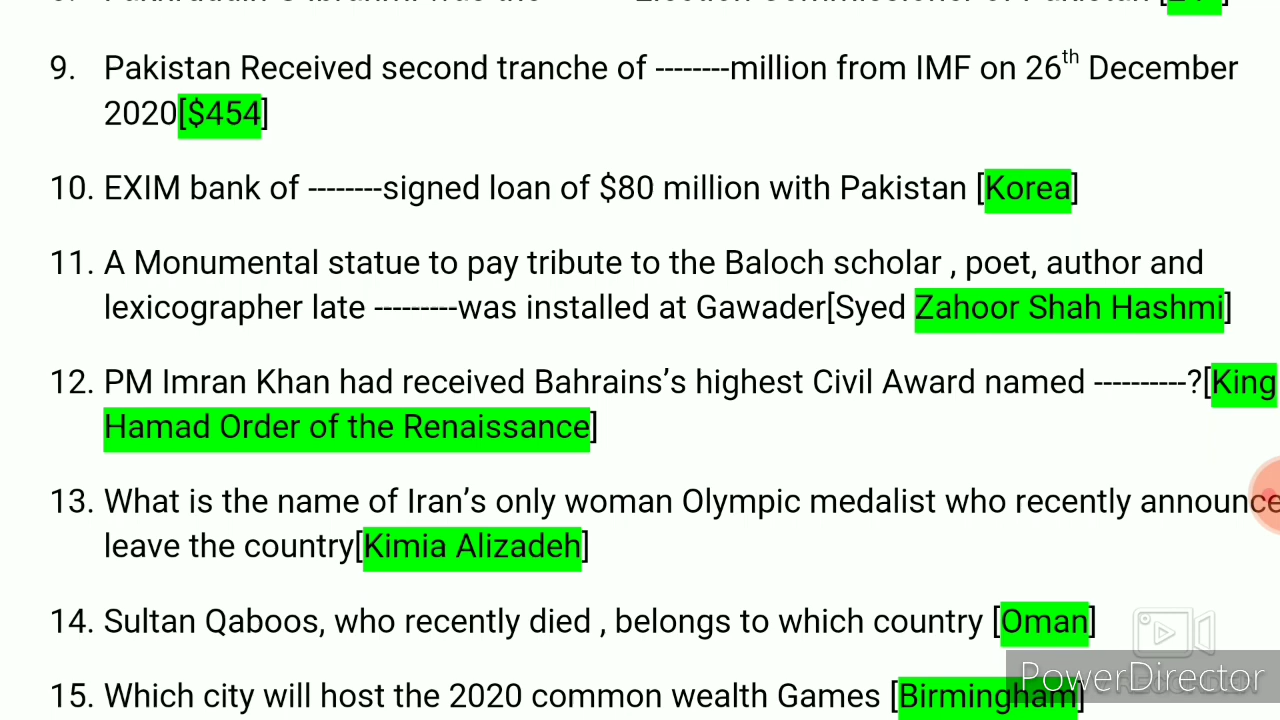 9. Pakistan Received second tranche of --------million from IMF on 26th December
2020[$454]
10. EXIM bank of --------signed loan of $80 million with Pakistan [Korea]
11. A Monumental statue to pay tribute to the Baloch scholar , poet, author and
lexicographer late ---------was installed at Gawader[Syed Zahoor Shah Hashmi]
12. PM Imran Khan had received Bahrains’s highest Civil Award named ----------?[King
Hamad Order of the Renaissance]
13. What is the name of Iran’s only woman Olympic medalist who recently announce
leave the country[Kimia Alizadeh]
14. Sultan Qaboos, who recently died , belongs to which country [Oman]
15. Which city will host the 2020 common wealth Games [Birmingham]
PowerDirector